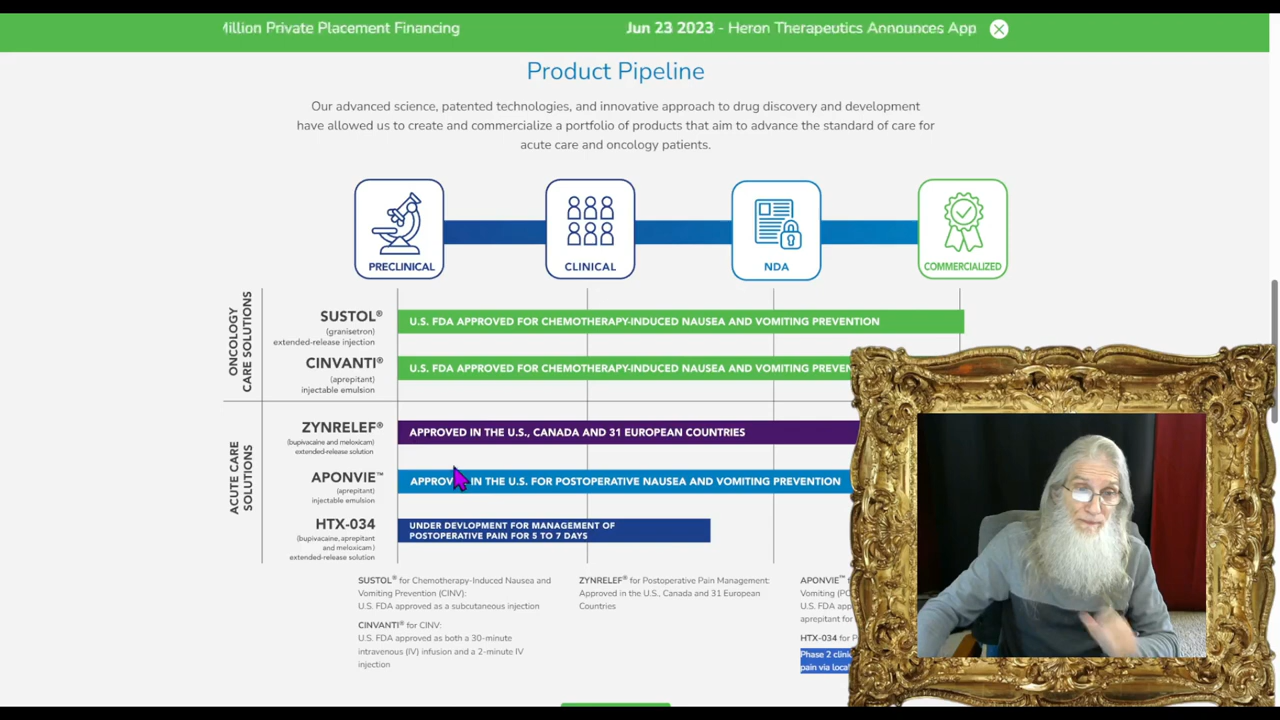 Million Private Placement Financing
Jun 23 2023 - Heron Therapeutics Announces App
Product Pipeline
Our advanced science, patented technologies, and innovative approach to drug discovery and development
have allowed us to create and commercialize a portfolio of products that aim to advance the standard of care for
acute care and oncology patients.
PRECLINICAL
CLINICAL
NDA
COMMERCIALIZED
ONCOLOGY
CARE SOLUTIONS
SUSTOL®
(granisetron)
extended-release injection
U.S. FDA APPROVED FOR CHEMOTHERAPY-INDUCED NAUSEA AND VOMITING PREVENTION
CINVANTI®
(aprepitant)
injectable emulsion
U.S. FDA APPROVED FOR CHEMOTHERAPY-INDUCED NAUSEA AND VOMITING PREVEN
ACUTE CARE
SOLUTIONS
ZYNRELEF®
(bupivacaine and meloxicam)
extended-release solution
APPROVED IN THE U.S., CANADA AND 31 EUROPEAN COUNTRIES
APONVIE™
(aprepitant)
injectable emulsion
APPROV IN THE U.S. FOR POSTOPERATIVE NAUSEA AND VOMITING PREVENTION
HTX-034
(bupivacaine, aprepitant
and meloxicam)
extended-release solution
UNDER DEVLOPMENT FOR MANAGEMENT OF
POSTOPERATIVE PAIN FOR 5 TO 7 DAYS
SUSTOL® for Chemotherapy-Induced Nausea and
Vomiting Prevention (CINV):
U.S. FDA approved as a subcutaneous injection
CINVANTI® for CINV:
U.S. FDA approved as both a 30-minute
intravenous (IV) infusion and a 2-minute IV
injection
ZYNRELEF® for Postoperative Pain Management:
Approved in the U.S., Canada and 31 European
Countries
APONVIE™ f
Vomiting (PO
U.S. FDA app
aprepitant for
HTX-034 for P
Phase 2 clinic
pain via local